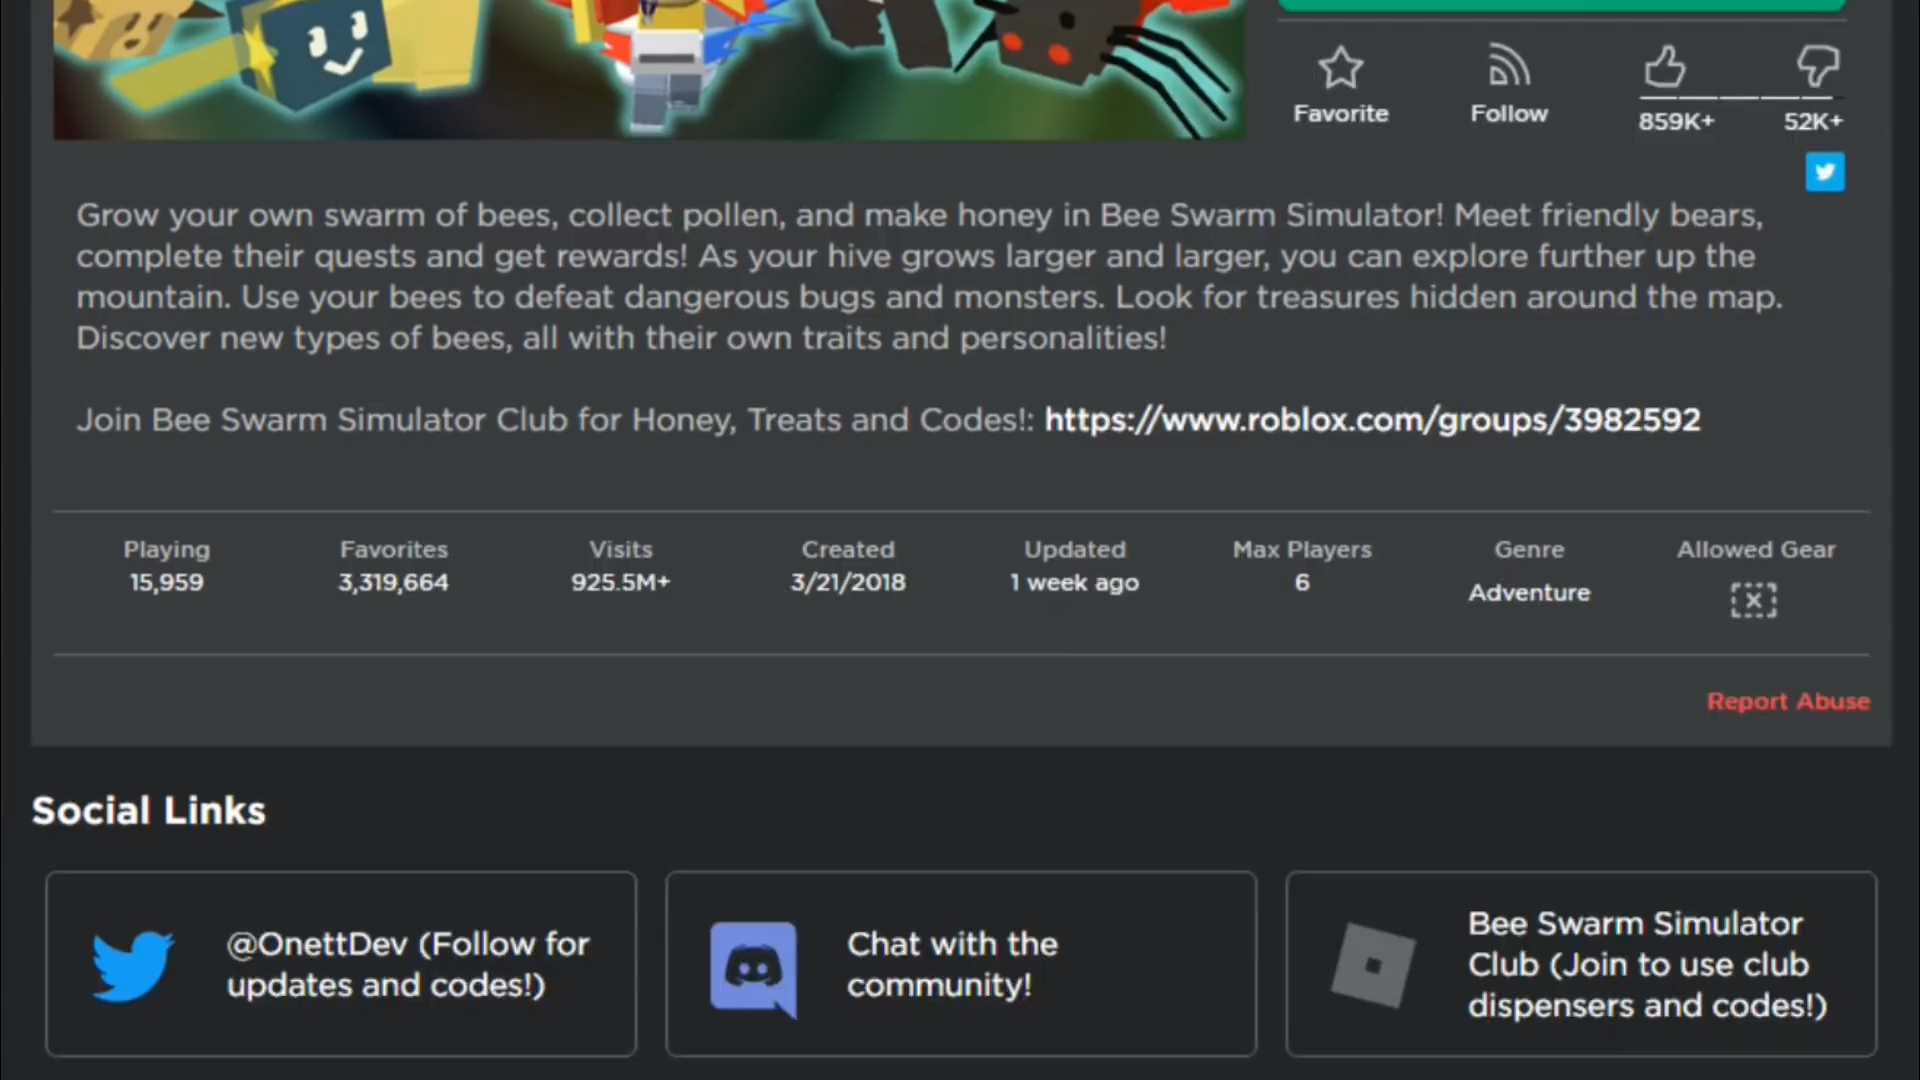 Favorite
Follow
859K+
52K+
Grow your own swarm of bees, collect pollen, and make honey in Bee Swarm Simulator! Meet friendly bears,
complete their quests and get rewards! As your hive grows larger and larger, you can explore further up the
mountain. Use your bees to defeat dangerous bugs and monsters. Look for treasures hidden around the map.
Discover new types of bees, all with their own traits and personalities!
Join Bee Swarm Simulator Club for Honey, Treats and Codes!: https://www.roblox.com/groups/3982592
Playing
15,959
Favorites
3,319,664
Visits
925.5M+
Created
3/21/2018
Updated
1 week ago
Max Players
6
Genre
Adventure
Allowed Gear
Report Abuse
Social Links
@OnettDev (Follow for
updates and codes!)
Chat with the
community!
Bee Swarm Simulator
Club (Join to use club
dispensers and codes!)